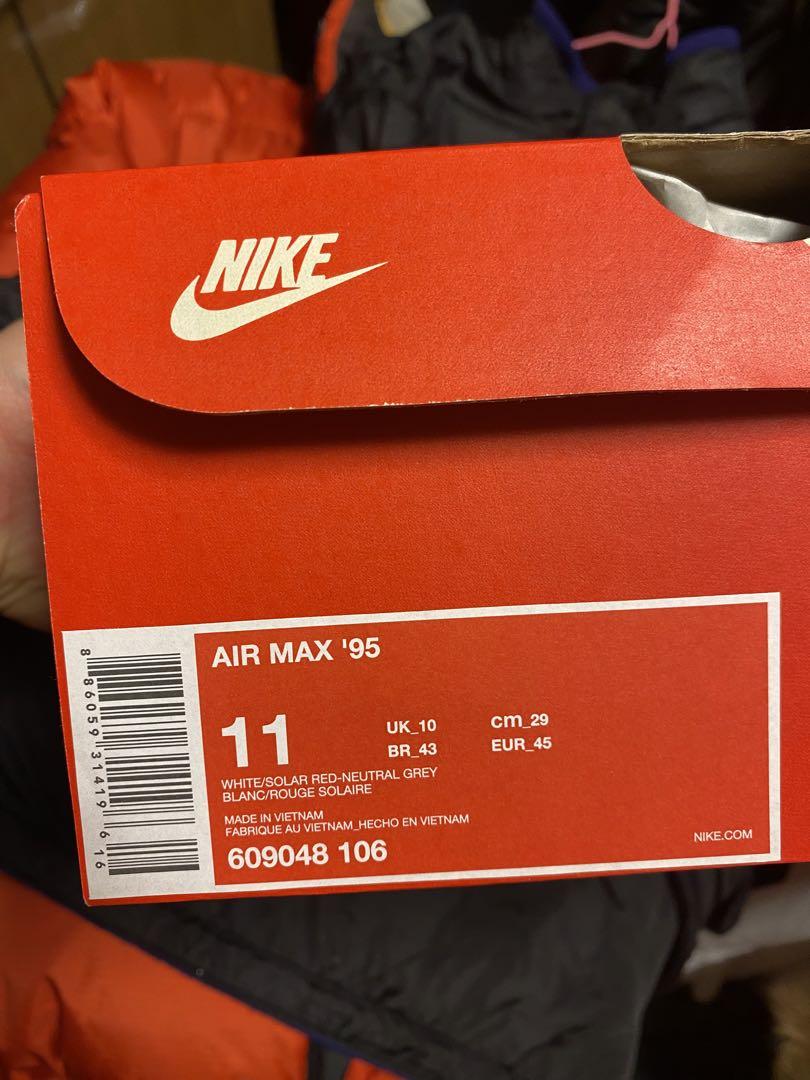 NIKE
AIR MAX '95
11
UK_10 cm_29
BR_43 EUR_45
WHITE/SOLAR RED-NEUTRAL GREY
BLANC/ROUGE SOLAIRE
MADE IN VIETNAM
FABRIQUE AU VIETNAM_HECHO EN VIETNAM
609048 106
NIKE.COM
8 86059 31419 6 16